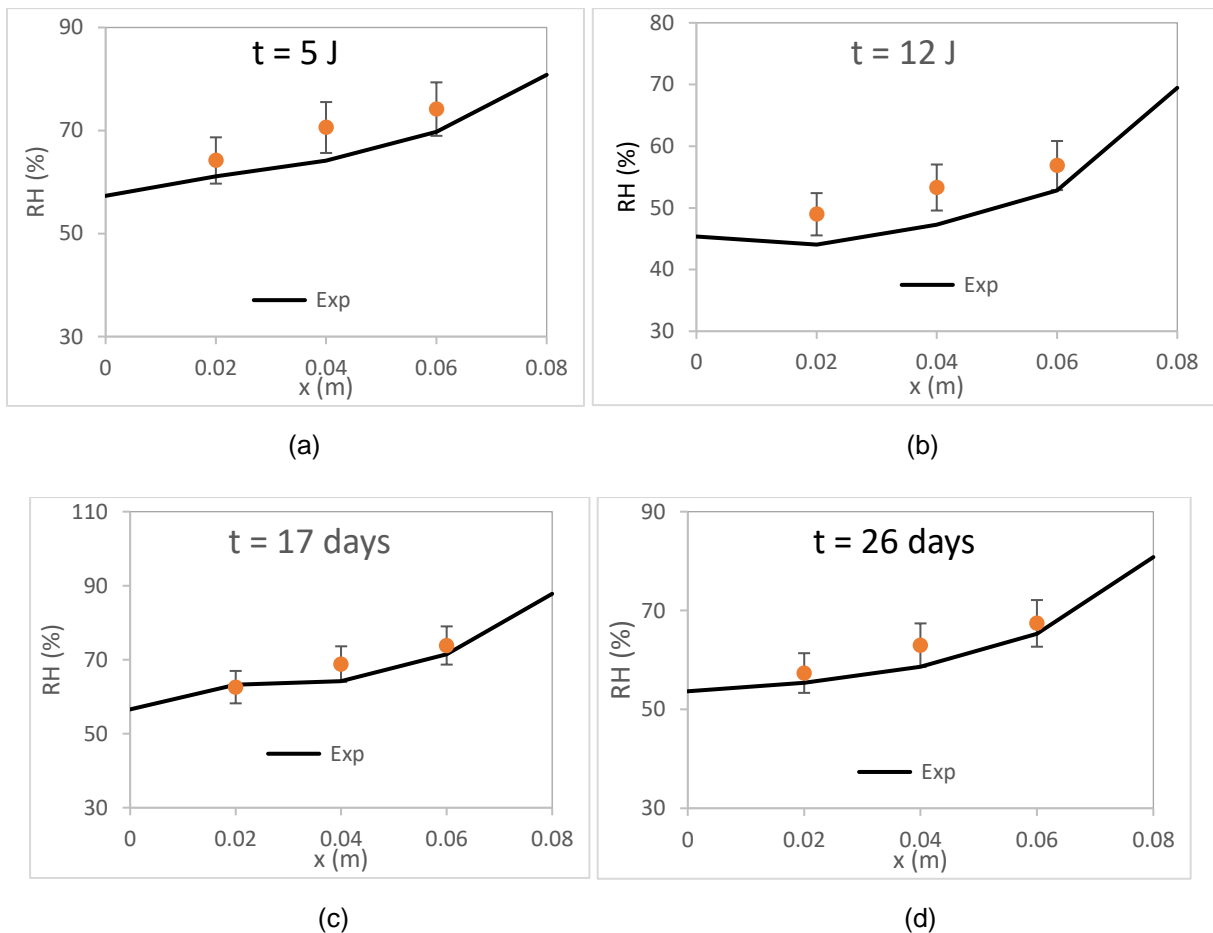 t = 5 J
90
70
50
30
RH (%)
Exp
0 0.02 0.04 0.06 0.08
x (m)
(a)
t = 12 J
80
70
60
50
40
30
RH (%)
Exp
0 0.02 0.04 0.06 0.08
x (m)
(b)
t = 17 days
110
90
70
50
30
RH (%)
Exp
0 0.02 0.04 0.06 0.08
x (m)
(c)
t = 26 days
90
70
50
30
RH (%)
Exp
0 0.02 0.04 0.06 0.08
x (m)
(d)